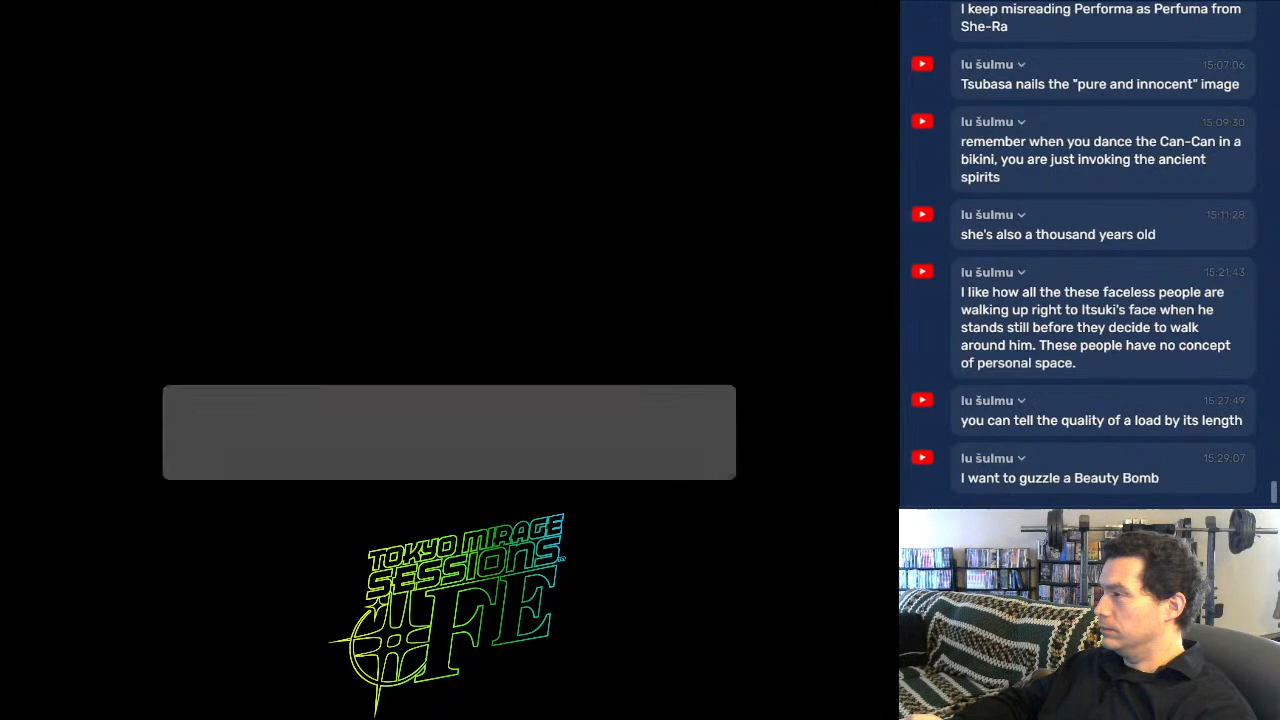 I keep misreading Performa as Perfuma from
She-Ra
lu šulmu 15:07:06
Tsubasa nails the "pure and innocent" image
lu šulmu 15:09:30
remember when you dance the Can-Can in a
bikini, you are just invoking the ancient
spirits
lu šulmu 15:11:28
she's also a thousand years old
lu šulmu 15:21:43
I like how all the these faceless people are
walking up right to Itsuki's face when he
stands still before they decide to walk
around him. These people have no concept
of personal space.
lu šulmu 15:27:49
you can tell the quality of a load by its length
lu šulmu 15:29:07
I want to guzzle a Beauty Bomb
TOKYO MIRAGE
SESSIONS
#FE